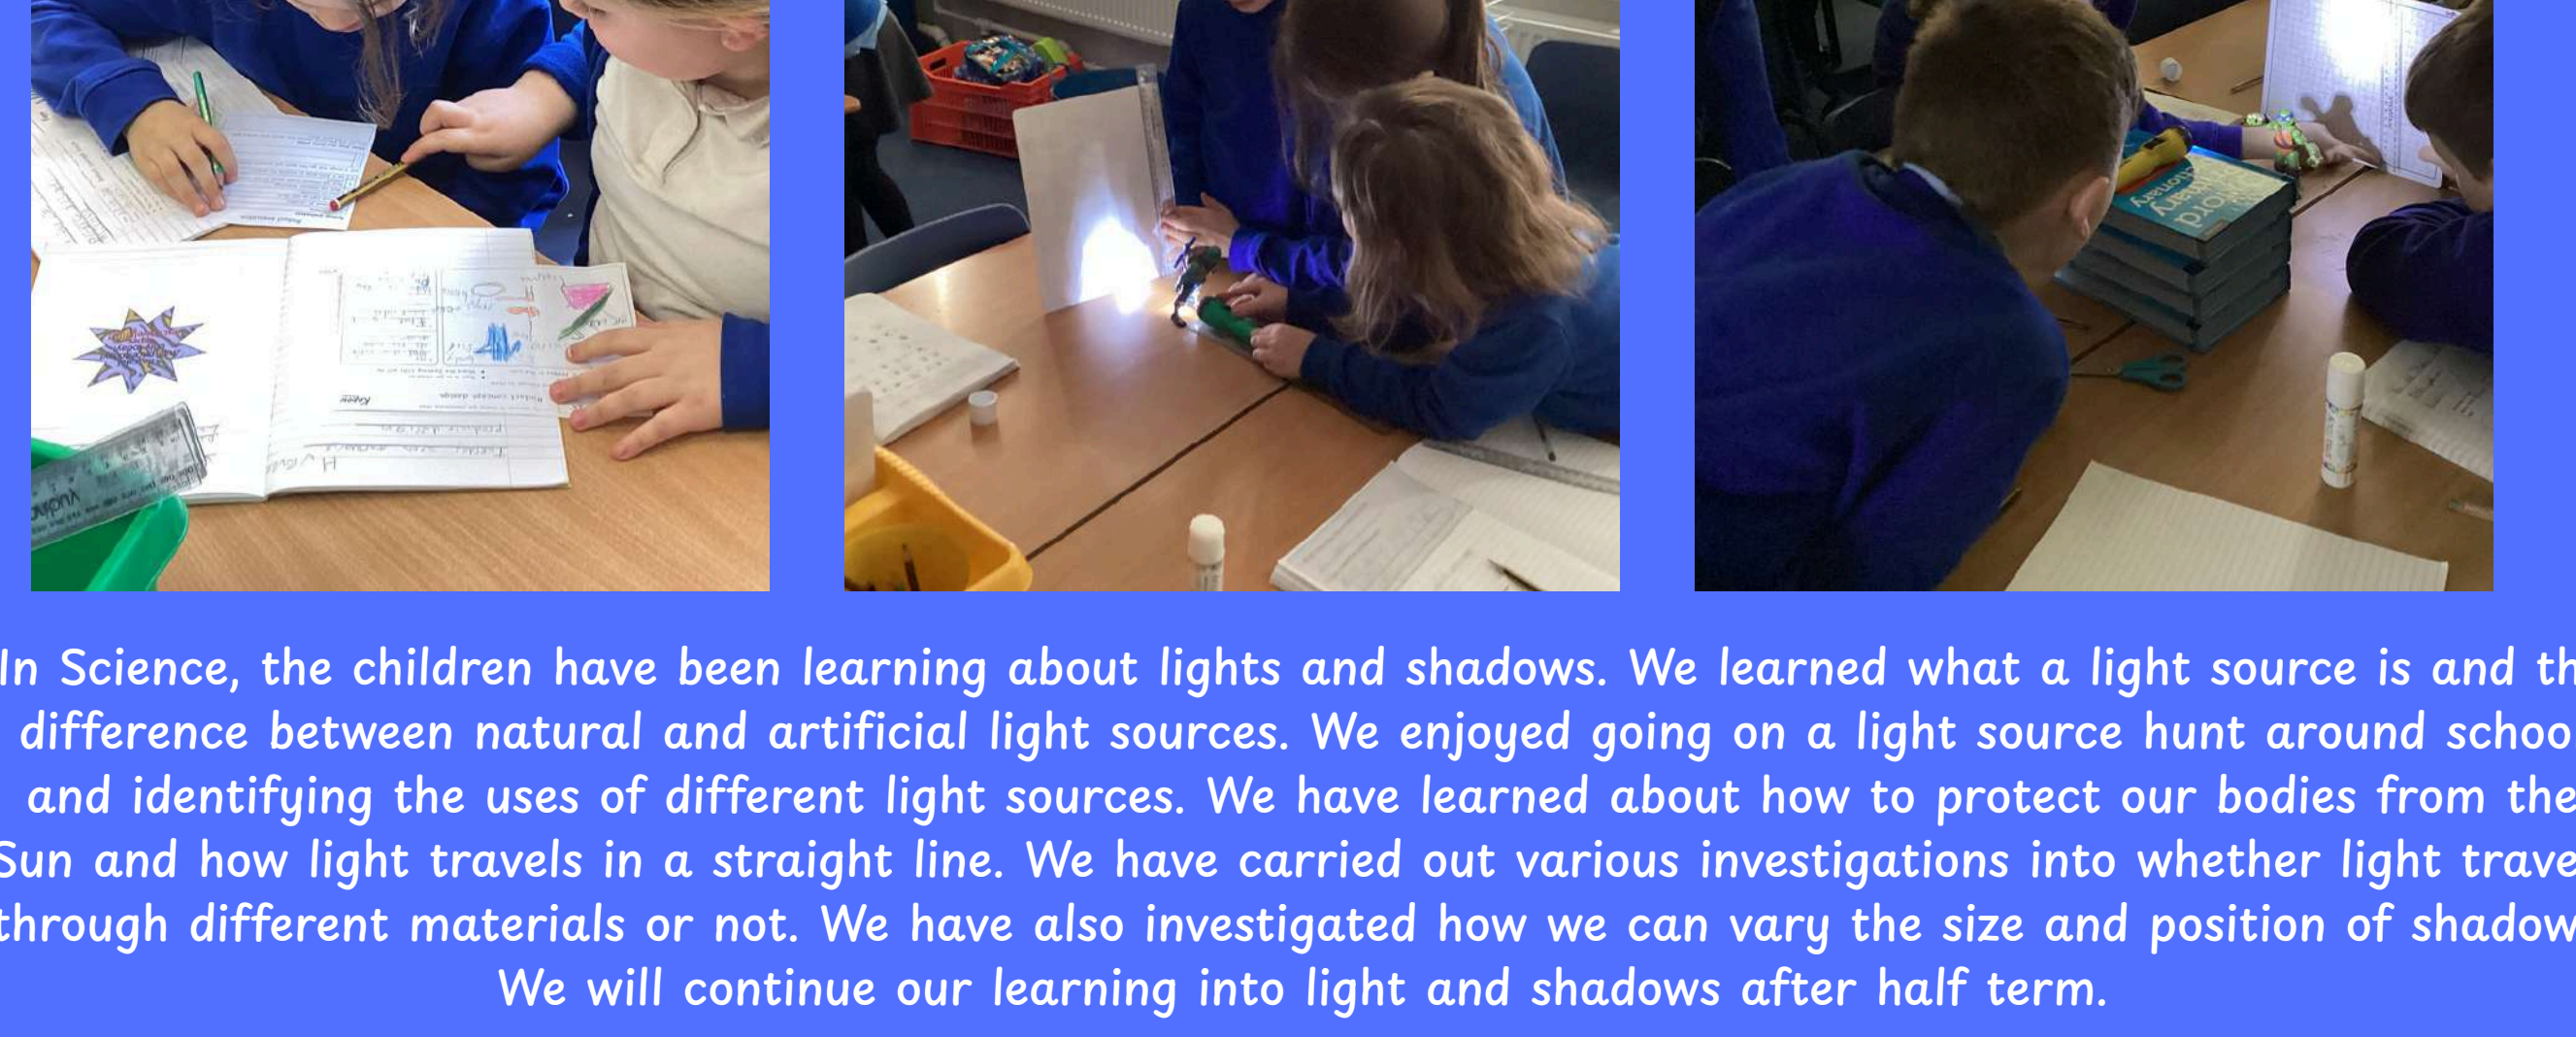 In Science, the children have been learning about lights and shadows. We learned what a light source is and th
difference between natural and artificial light sources. We enjoyed going on a light source hunt around schoo
and identifying the uses of different light sources. We have learned about how to protect our bodies from the
Sun and how light travels in a straight line. We have carried out various investigations into whether light trave
through different materials or not. We have also investigated how we can vary the size and position of shadow
We will continue our learning into light and shadows after half term.